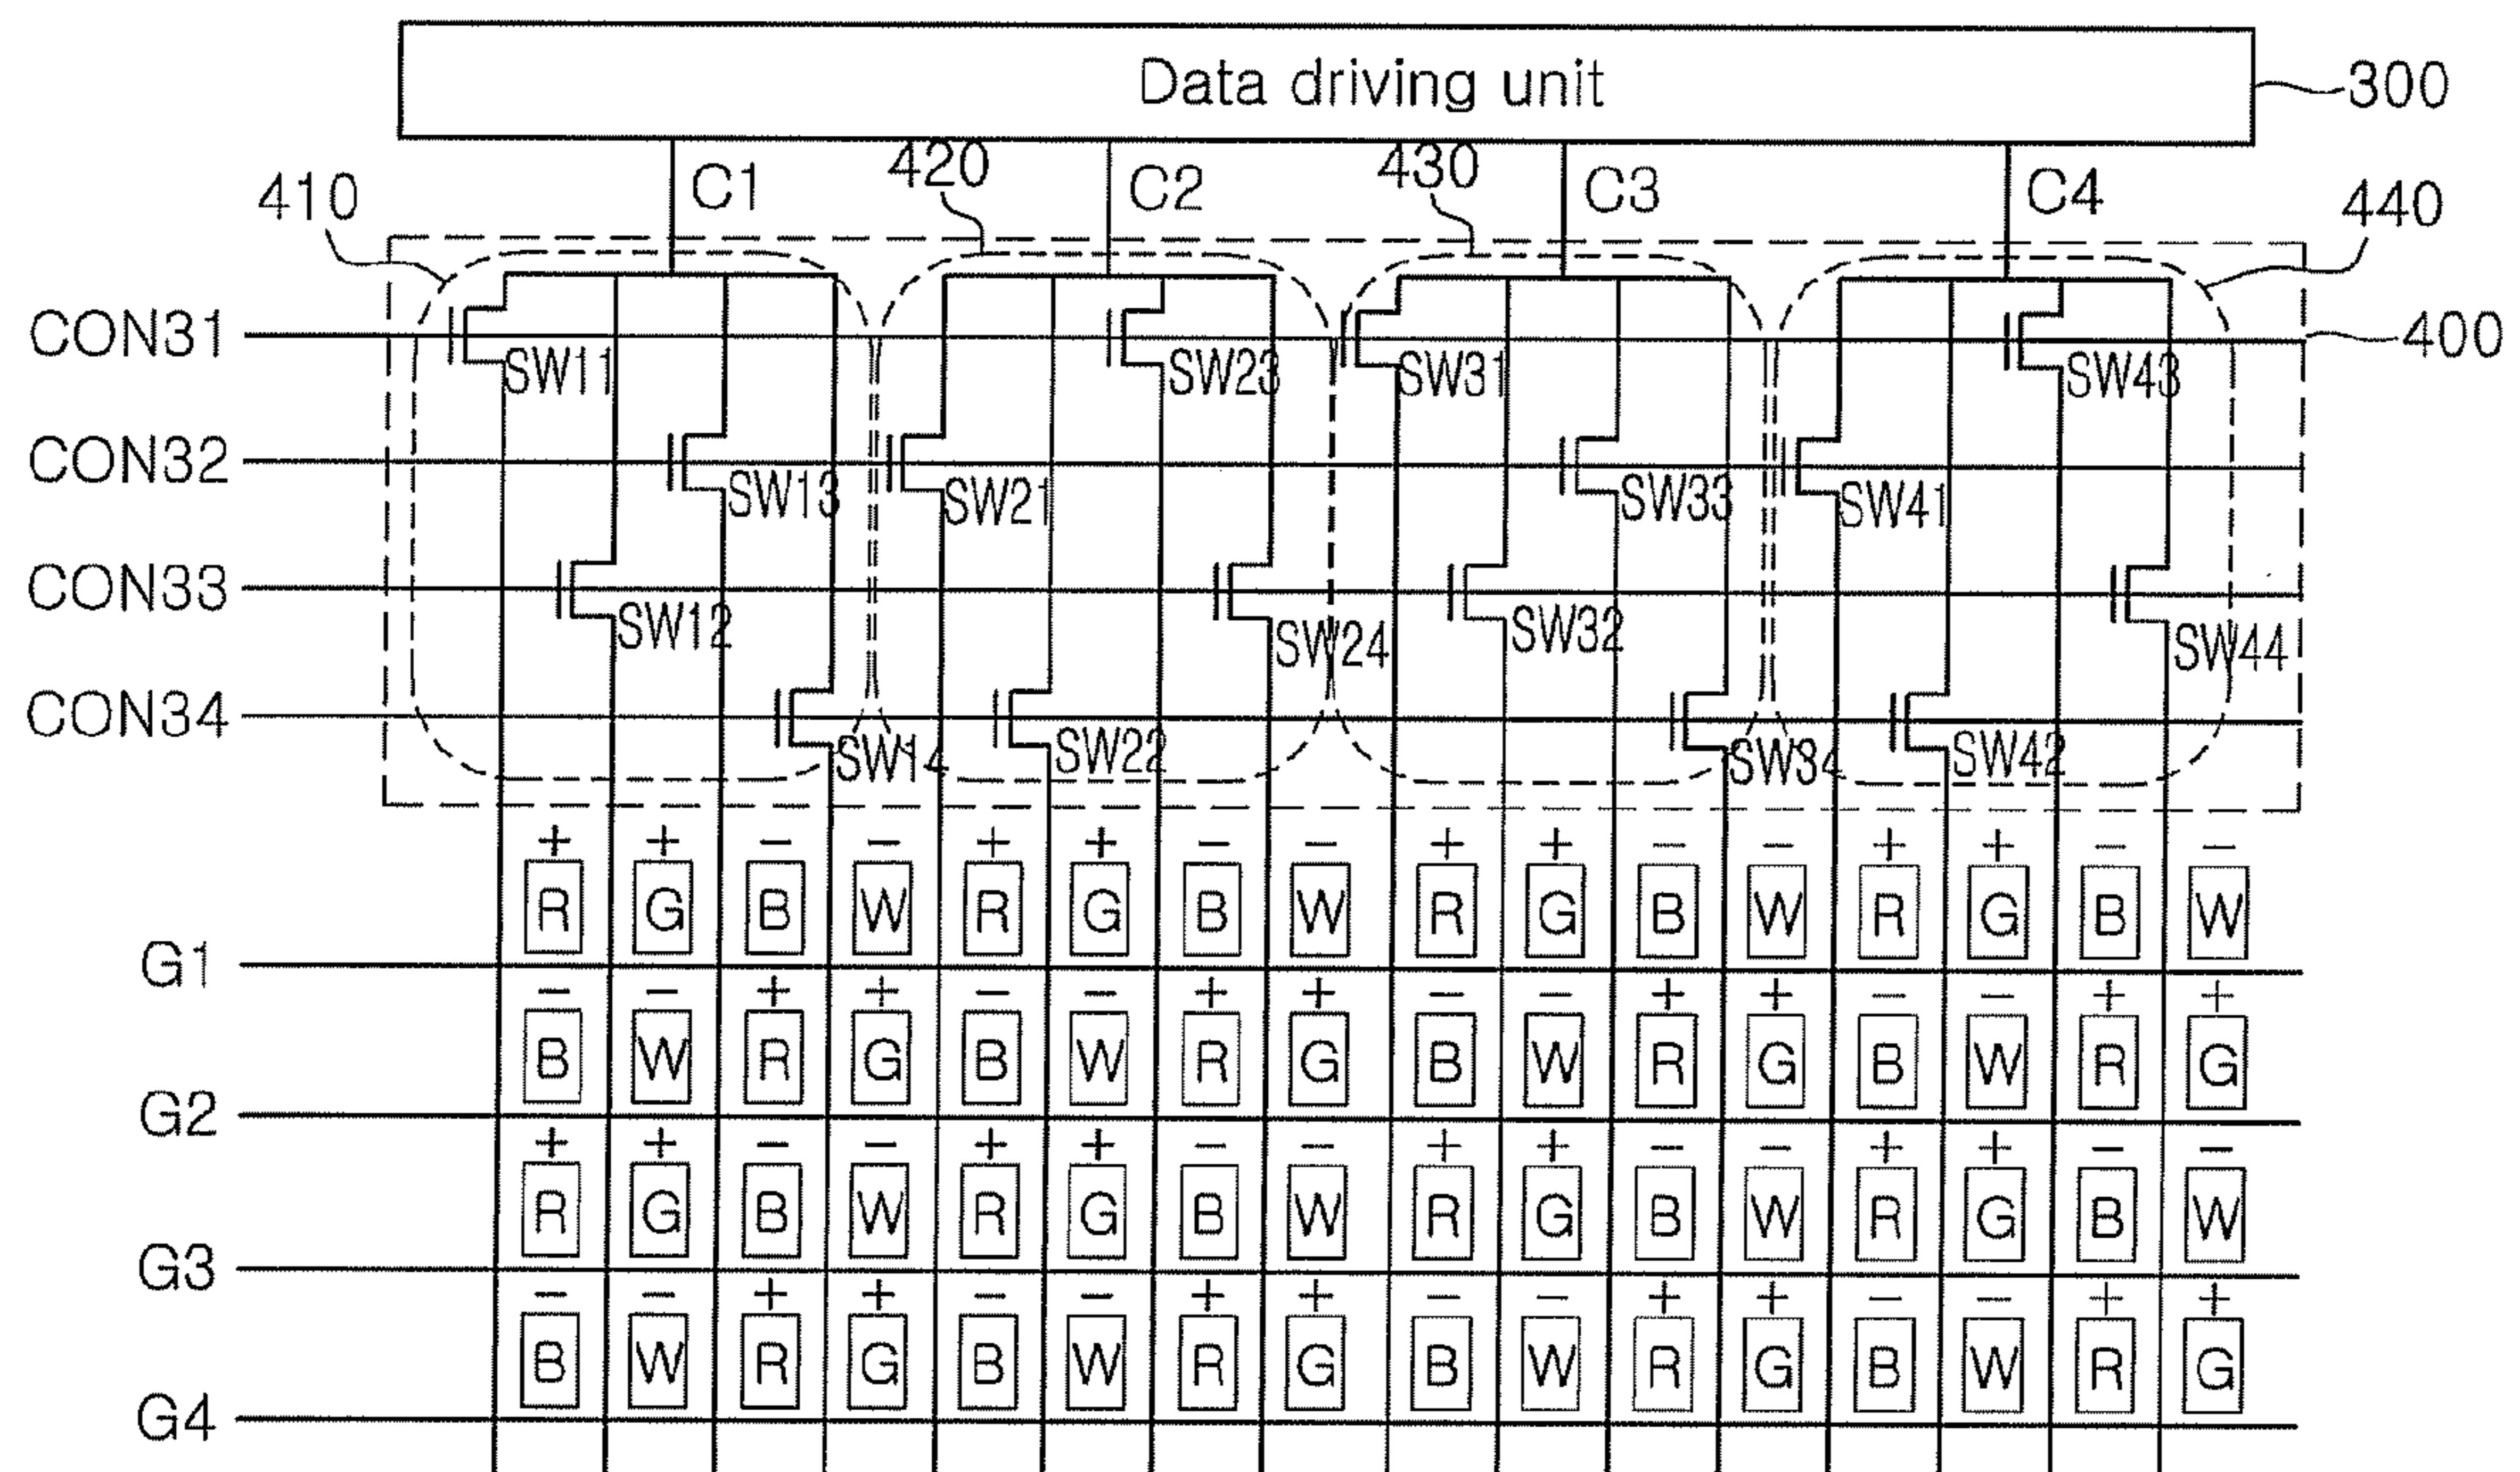 Data driving unit
300
410
C1
420
C2
430
C3
C4
440
CON31
SW11
SW23
SW31
SW43
400
CON32
SW13
SW21
SW33
SW41
CON33
SW12
SW24
SW32
SW44
CON34
SW14
SW22
SW34
SW42
+ + − − + + − − + + − − + + − −
R G B W R G B W R G B W R G B W
G1
− − + + − − + + − − + + − − + +
B W R G B W R G B W R G B W R G
G2
+ + − − + + − − + + − − + + − −
R G B W R G B W R G B W R G B W
G3
− − + + − − + + − − + + − − + +
B W R G B W R G B W R G B W R G
G4